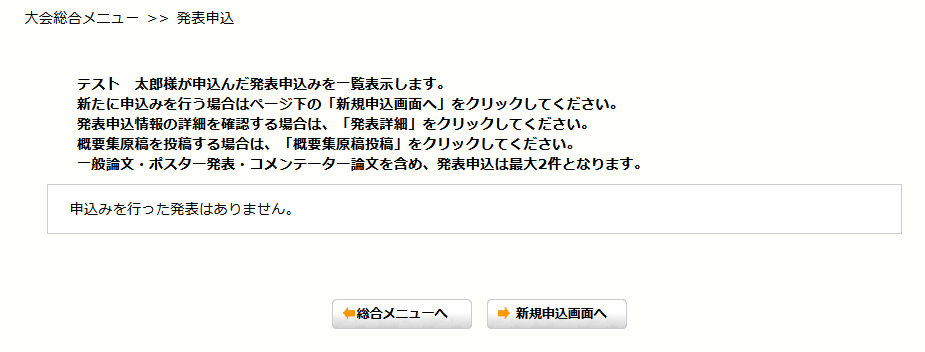 大会総合メニュー >> 発表申込
テスト　太郎様が申込んだ発表申込みを一覧表示します。
新たに申込みを行う場合はページ下の「新規申込画面へ」をクリックしてください。
発表申込情報の詳細を確認する場合は、「発表詳細」をクリックしてください。
概要集原稿を投稿する場合は、「概要集原稿投稿」をクリックしてください。
一般論文・ポスター発表・コメンテーター論文を含め、発表申込は最大2件となります。
申込みを行った発表はありません。
総合メニューへ
新規申込画面へ